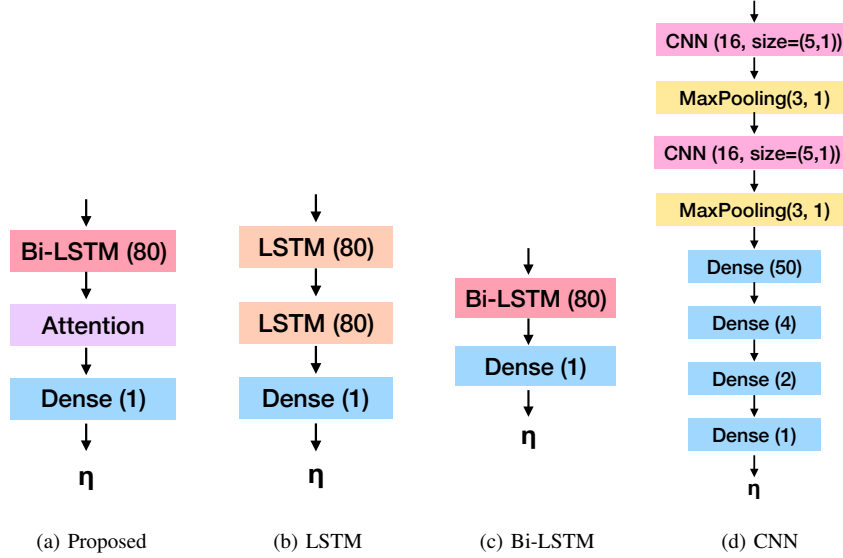 Bi-LSTM (80)
Attention
Dense (1)
η
(a) Proposed
LSTM (80)
LSTM (80)
Dense (1)
η
(b) LSTM
Bi-LSTM (80)
Dense (1)
η
(c) Bi-LSTM
CNN (16, size=(5,1))
MaxPooling(3, 1)
CNN (16, size=(5,1))
MaxPooling(3, 1)
Dense (50)
Dense (4)
Dense (2)
Dense (1)
η
(d) CNN